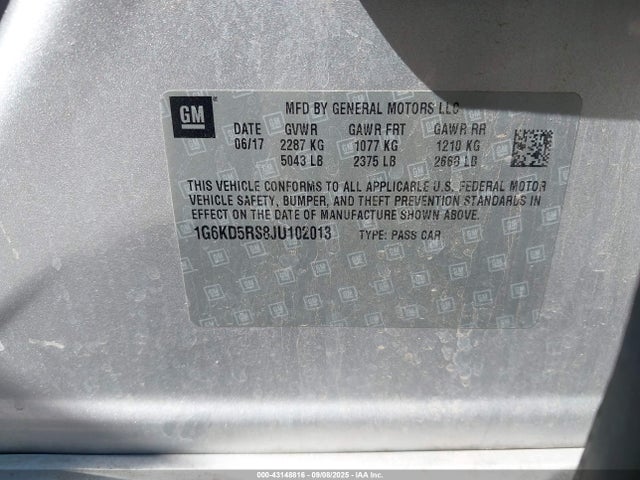 GM
MFD BY GENERAL MOTORS LLC
DATE GVWR GAWR FRT GAWR RR
06/17 2287 KG 1077 KG 1210 KG
5043 LB 2375 LB 2668 LB
THIS VEHICLE CONFORMS TO ALL APPLICABLE U.S. FEDERAL MOTOR
VEHICLE SAFETY, BUMPER, AND THEFT PREVENTION STANDARDS IN
EFFECT ON THE DATE OF MANUFACTURE SHOWN ABOVE.
1G6KD5RS8JU102013 TYPE: PASS CAR
000-43148816 - 09/08/2025 - IAAI.COM